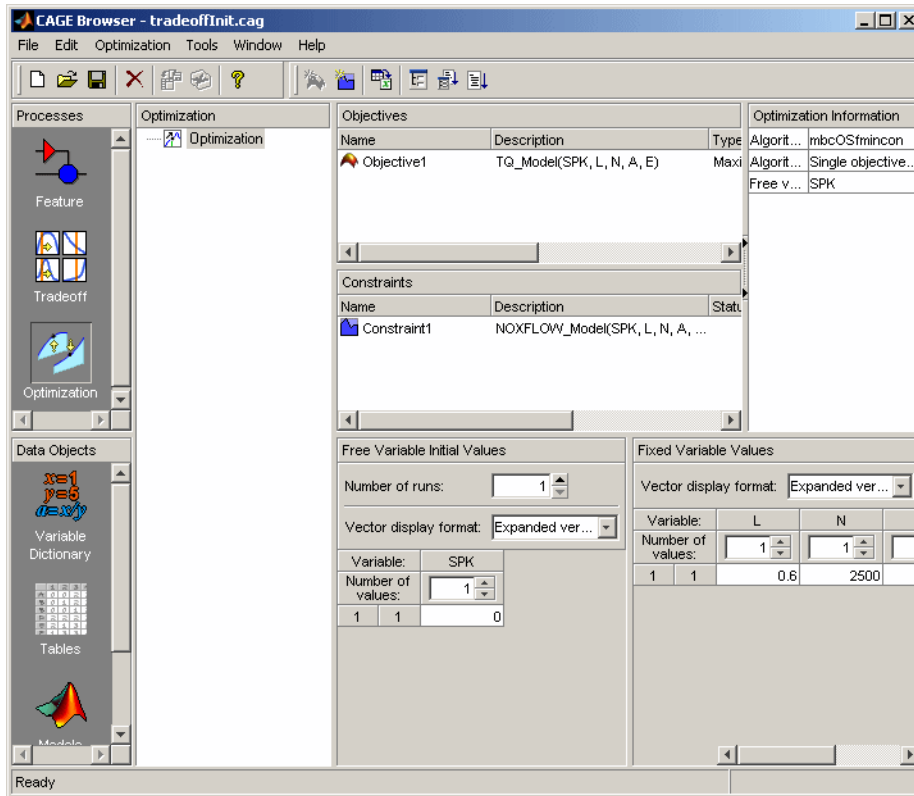 CAGE Browser - tradeoffInit.cag
File Edit Optimization Tools Window Help
Processes
Feature
Tradeoff
Optimization
Data Objects
x=1
y=5
a=x/y
Variable
Dictionary
Tables
Models
Optimization
Optimization
Objectives
Name Description Type
Objective1 TQ_Model(SPK, L, N, A, E) Maxi
Constraints
Name Description Statu
Constraint1 NOXFLOW_Model(SPK, L, N, A, ...
Optimization Information
Algorit... mbcOSfmincon
Algorit... Single objective...
Free v... SPK
Free Variable Initial Values
Number of runs: 1
Vector display format: Expanded ver...
Variable: SPK
Number of values: 1
1 1 0
Fixed Variable Values
Vector display format: Expanded ver...
Variable: L N
Number of values: 1 1
1 1 0.6 2500
Ready